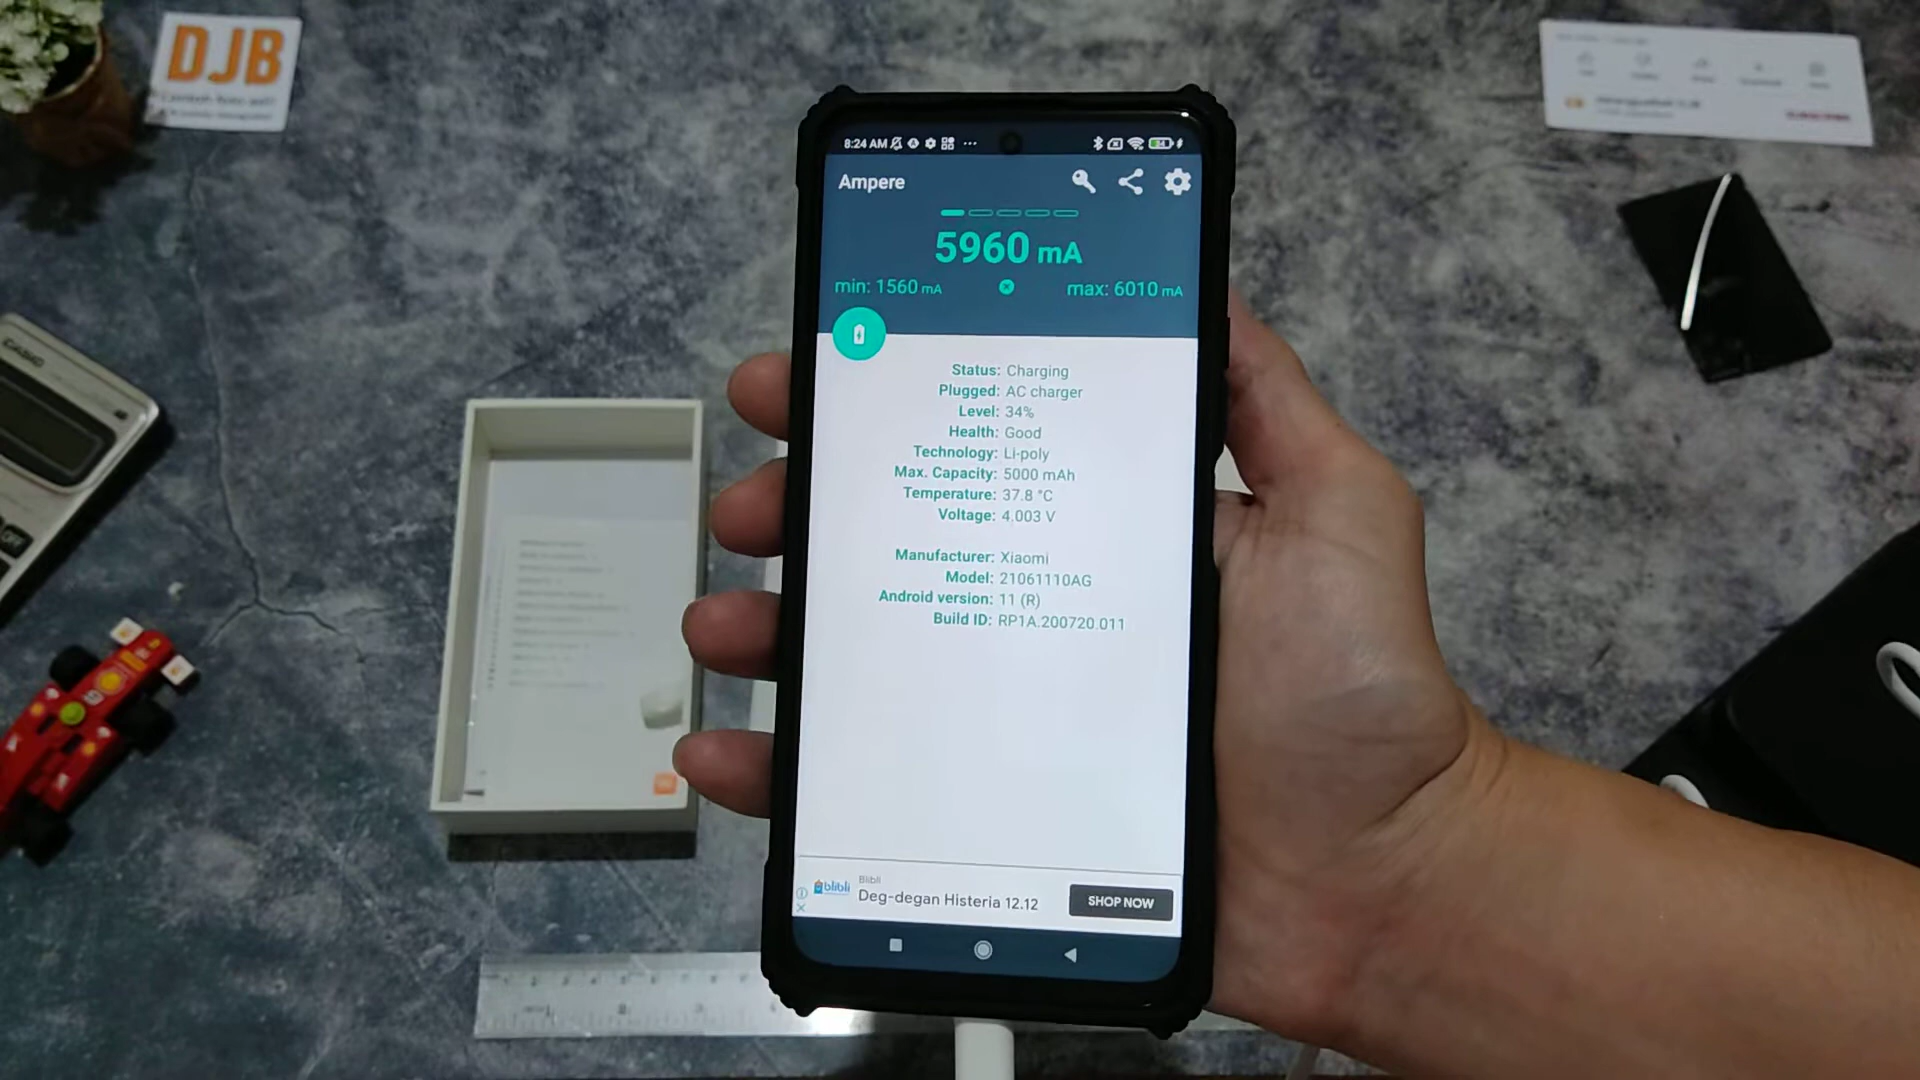 DJB
8:24 AM
Ampere
5960 mA
min: 1560 mA
max: 6010 mA
Status: Charging
Plugged: AC charger
Level: 34%
Health: Good
Technology: Li-poly
Max. Capacity: 5000 mAh
Temperature: 37.8 °C
Voltage: 4.003 V
Manufacturer: Xiaomi
Model: 21061110AG
Android version: 11 (R)
Build ID: RP1A.200720.011
blibli
Blibli
Deg-degan Histeria 12.12
SHOP NOW
CASIO
OFF